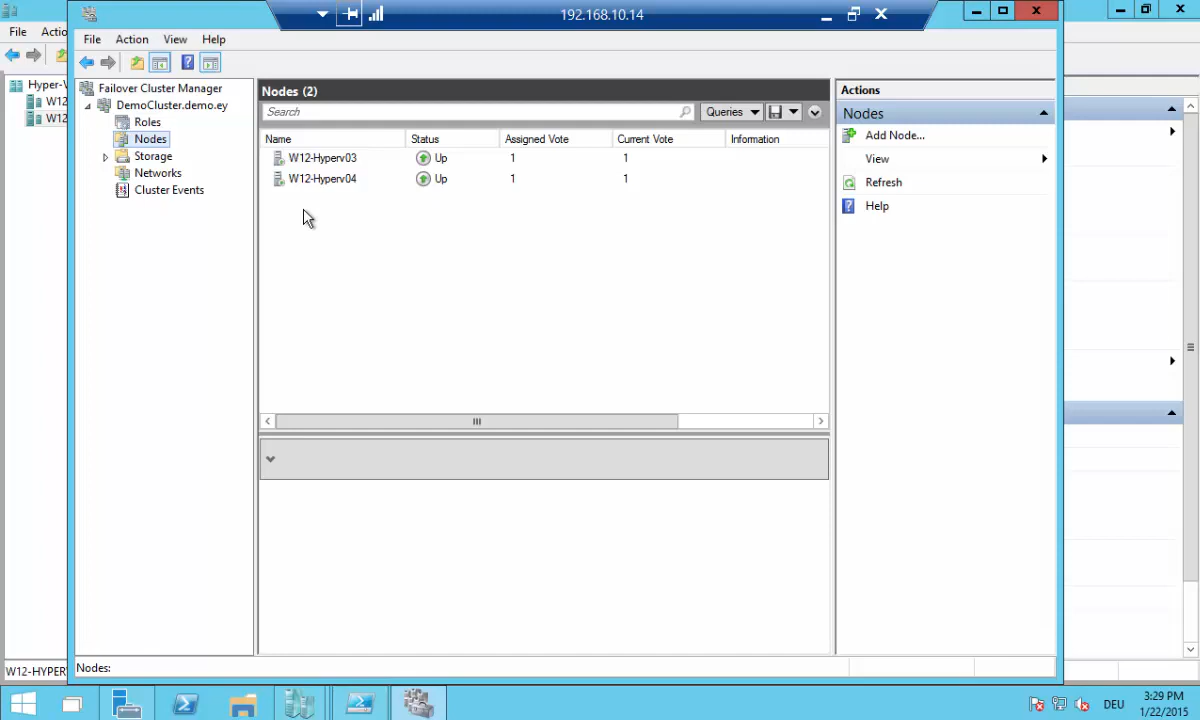 192.168.10.14
File Actio
File Action View Help
Hyper-V
W12
W12
Failover Cluster Manager
DemoCluster.demo.ey
Roles
Nodes
Storage
Networks
Cluster Events
Nodes (2)
Search
Queries
Name Status Assigned Vote Current Vote Information
W12-Hyperv03 Up 1 1
W12-Hyperv04 Up 1 1
Actions
Nodes
Add Node...
View
Refresh
Help
Nodes:
W12-HYPER
DEU
3:29 PM
1/22/2015